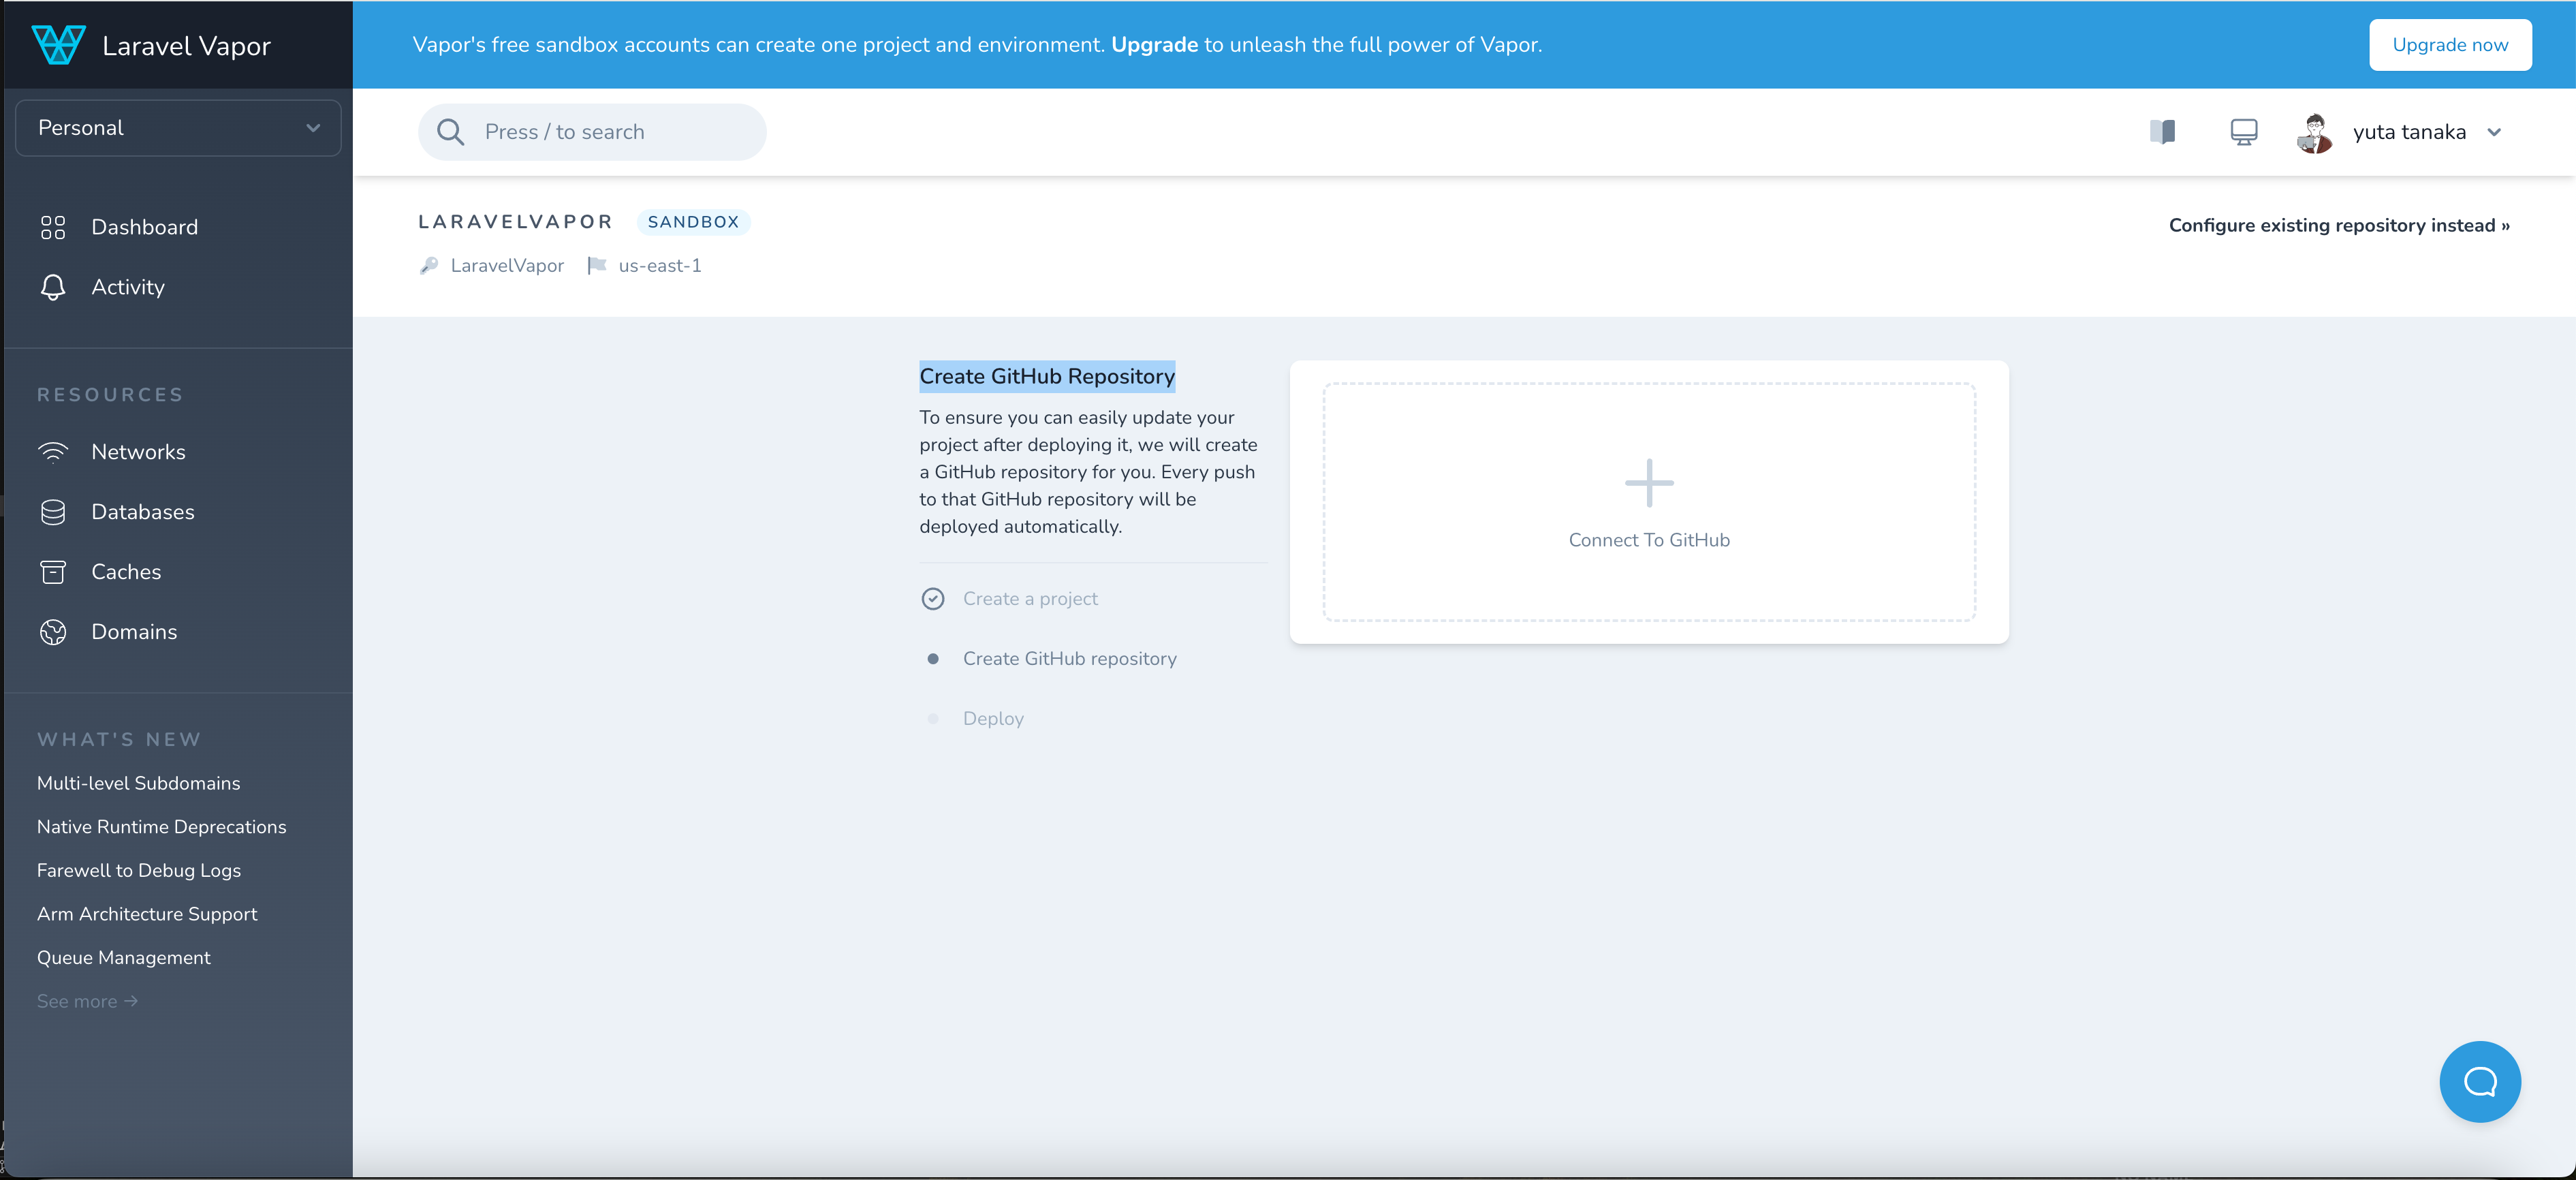 Laravel Vapor
Vapor's free sandbox accounts can create one project and environment. Upgrade to unleash the full power of Vapor.
Upgrade now
Personal
Press / to search
yuta tanaka
Dashboard
Activity
RESOURCES
Networks
Databases
Caches
Domains
WHAT'S NEW
Multi-level Subdomains
Native Runtime Deprecations
Farewell to Debug Logs
Arm Architecture Support
Queue Management
See more →
LARAVELVAPOR SANDBOX
LaravelVapor us-east-1
Configure existing repository instead »
Create GitHub Repository
To ensure you can easily update your
project after deploying it, we will create
a GitHub repository for you. Every push
to that GitHub repository will be
deployed automatically.
Create a project
Create GitHub repository
Deploy
Connect To GitHub